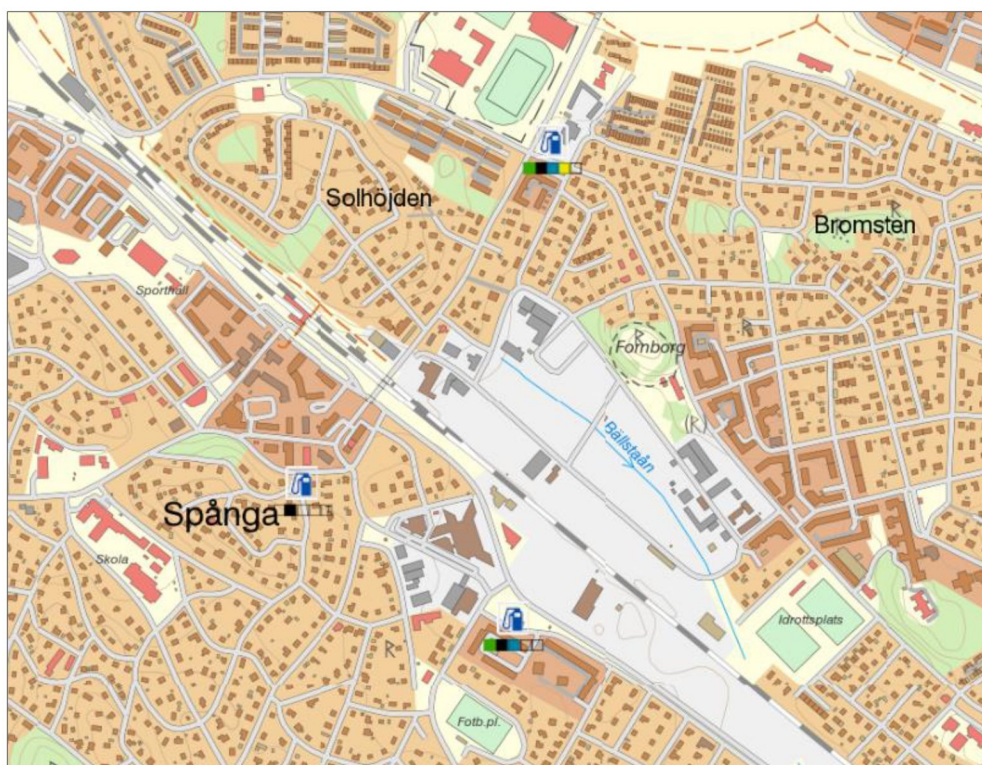 Solhöjden
Bromsten
R
Sporthall
R
R
Fornborg
(R)
Bällstaån
Spånga
Skola
Idrottsplats
R
Fotb.pl.